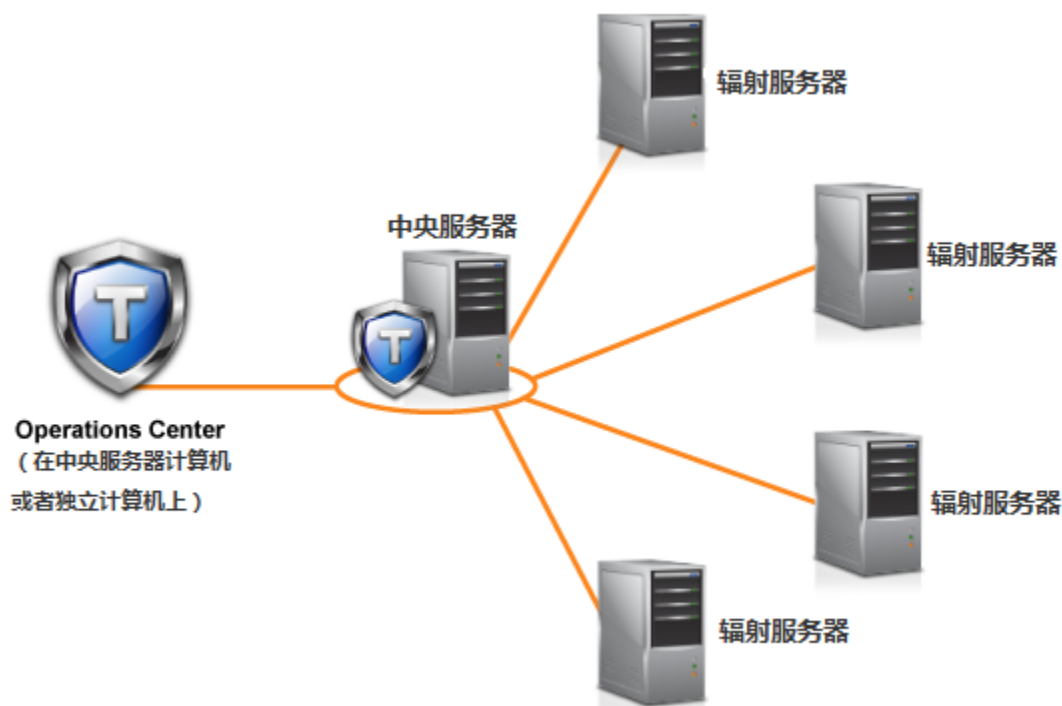 辐射服务器
中央服务器
辐射服务器
T
T
Operations Center
（在中央服务器计算机
或者独立计算机上）
辐射服务器
辐射服务器